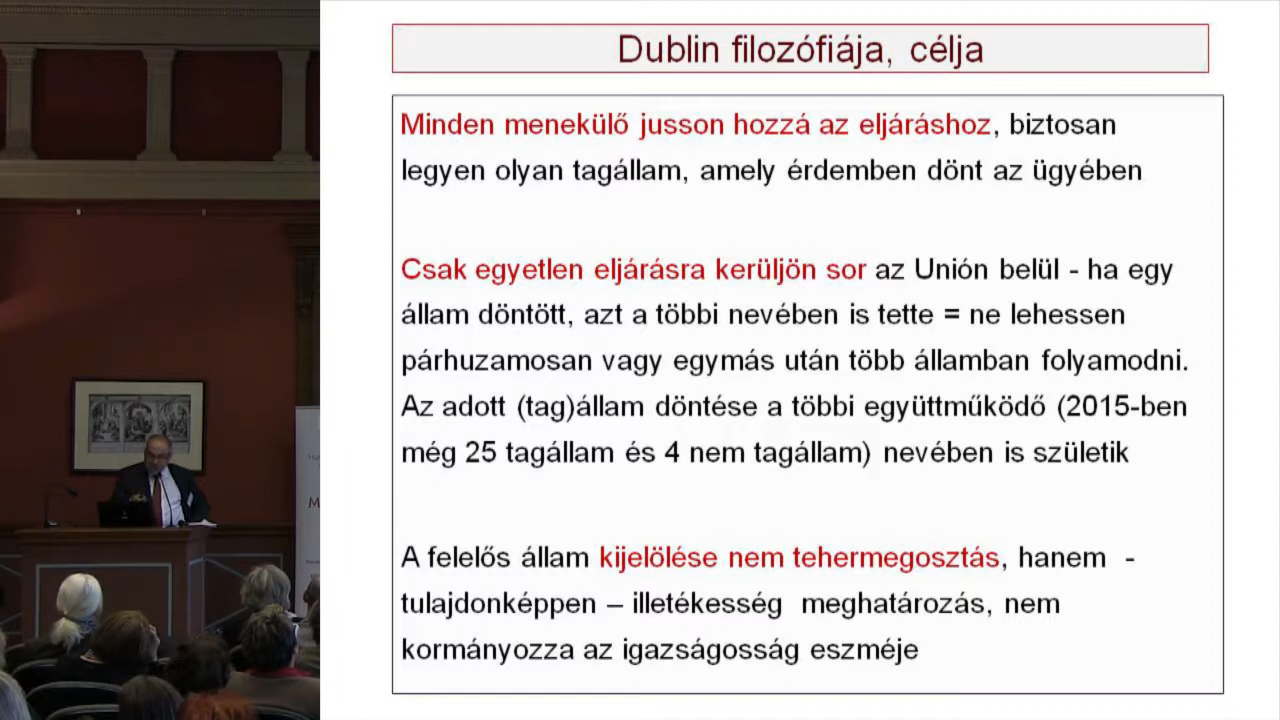 Dublin filozófiája, célja
Minden menekülő jusson hozzá az eljáráshoz, biztosan
legyen olyan tagállam, amely érdemben dönt az ügyében
Csak egyetlen eljárásra kerüljön sor az Unión belül - ha egy
állam döntött, azt a többi nevében is tette = ne lehessen
párhuzamosan vagy egymás után több államban folyamodni.
Az adott (tag)állam döntése a többi együttműködő (2015-ben
még 25 tagállam és 4 nem tagállam) nevében is születik
A felelős állam kijelölése nem tehermegosztás, hanem -
tulajdonképpen – illetékesség meghatározás, nem
kormányozza az igazságosság eszméje